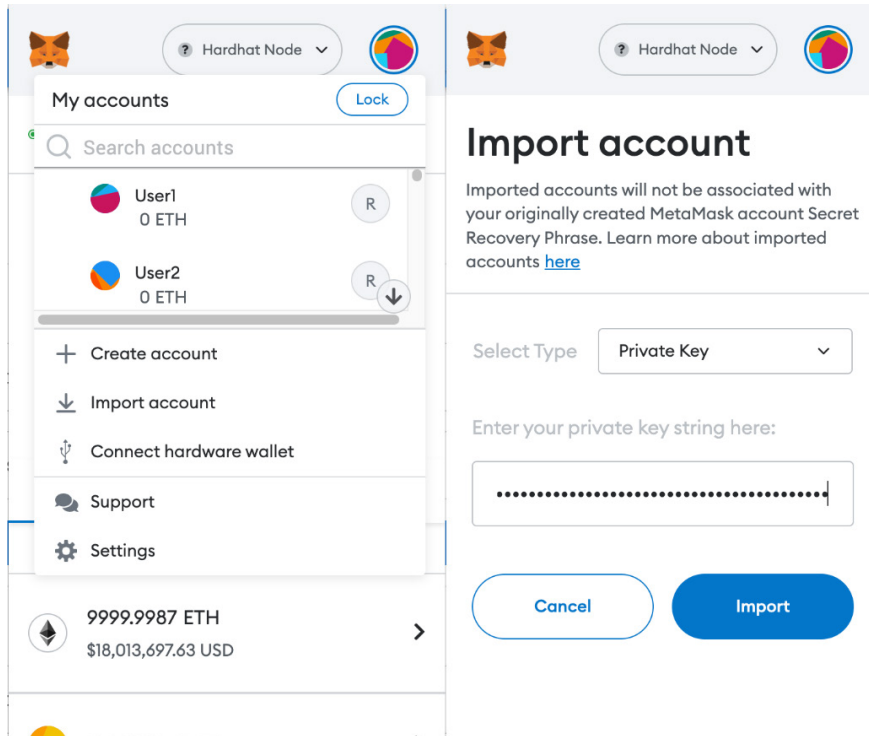 ? Hardhat Node
My accounts
Lock
Search accounts
User1
0 ETH
R
User2
0 ETH
R
Create account
Import account
Connect hardware wallet
Support
Settings
9999.9987 ETH
$18,013,697.63 USD
? Hardhat Node
Import account
Imported accounts will not be associated with
your originally created MetaMask account Secret
Recovery Phrase. Learn more about imported
accounts here
Select Type
Private Key
Enter your private key string here:
Cancel
Import